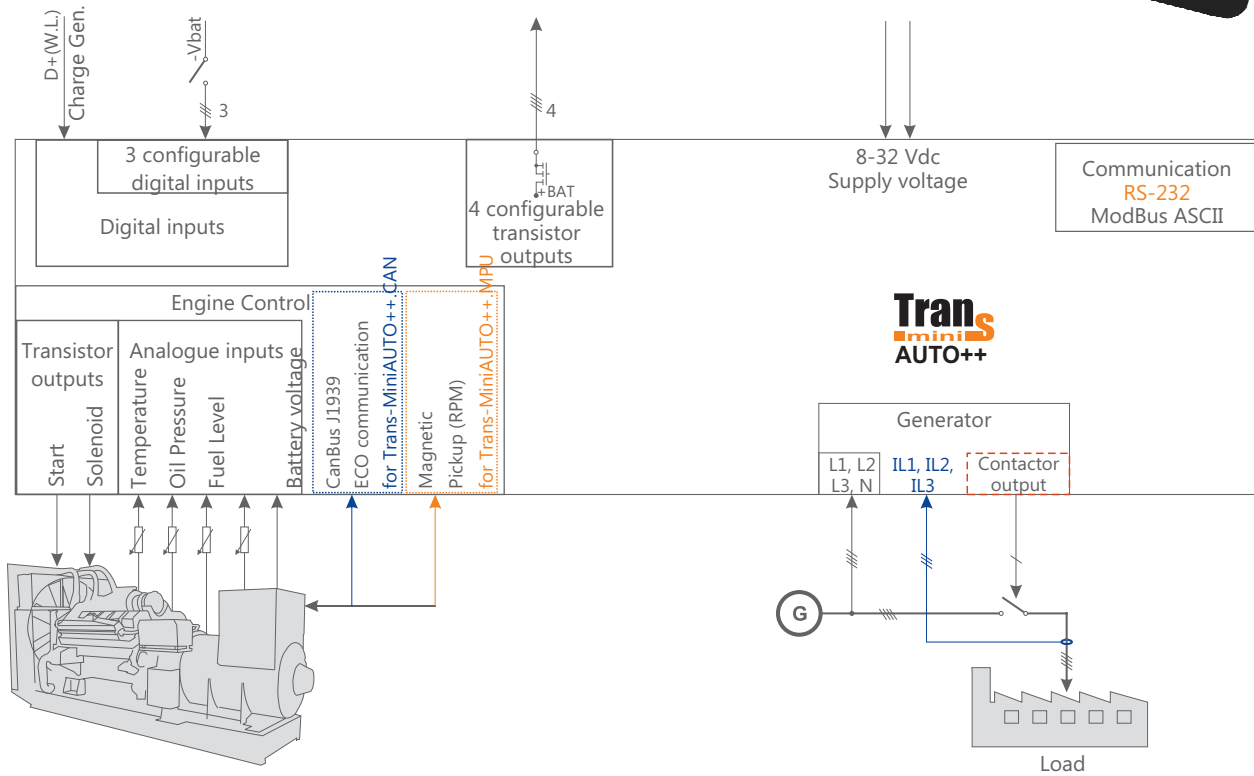 D+(W.L.)
Charge Gen.
-Vbat
3
4
3 configurable
digital inputs
Digital inputs
+BAT
4 configurable
transistor
outputs
8-32 Vdc
Supply voltage
Communication
RS-232
ModBus ASCII
Engine Control
Transistor
outputs
Start
Solenoid
Analogue inputs
Temperature
Oil Pressure
Fuel Level
Battery voltage
CanBus J1939
ECO communication
for Trans-MiniAUTO++.CAN
Magnetic
Pickup (RPM)
for Trans-MiniAUTO++.MPU
Trans
mini
AUTO++
Generator
L1, L2
L3, N
IL1, IL2,
IL3
Contactor
output
G
Load